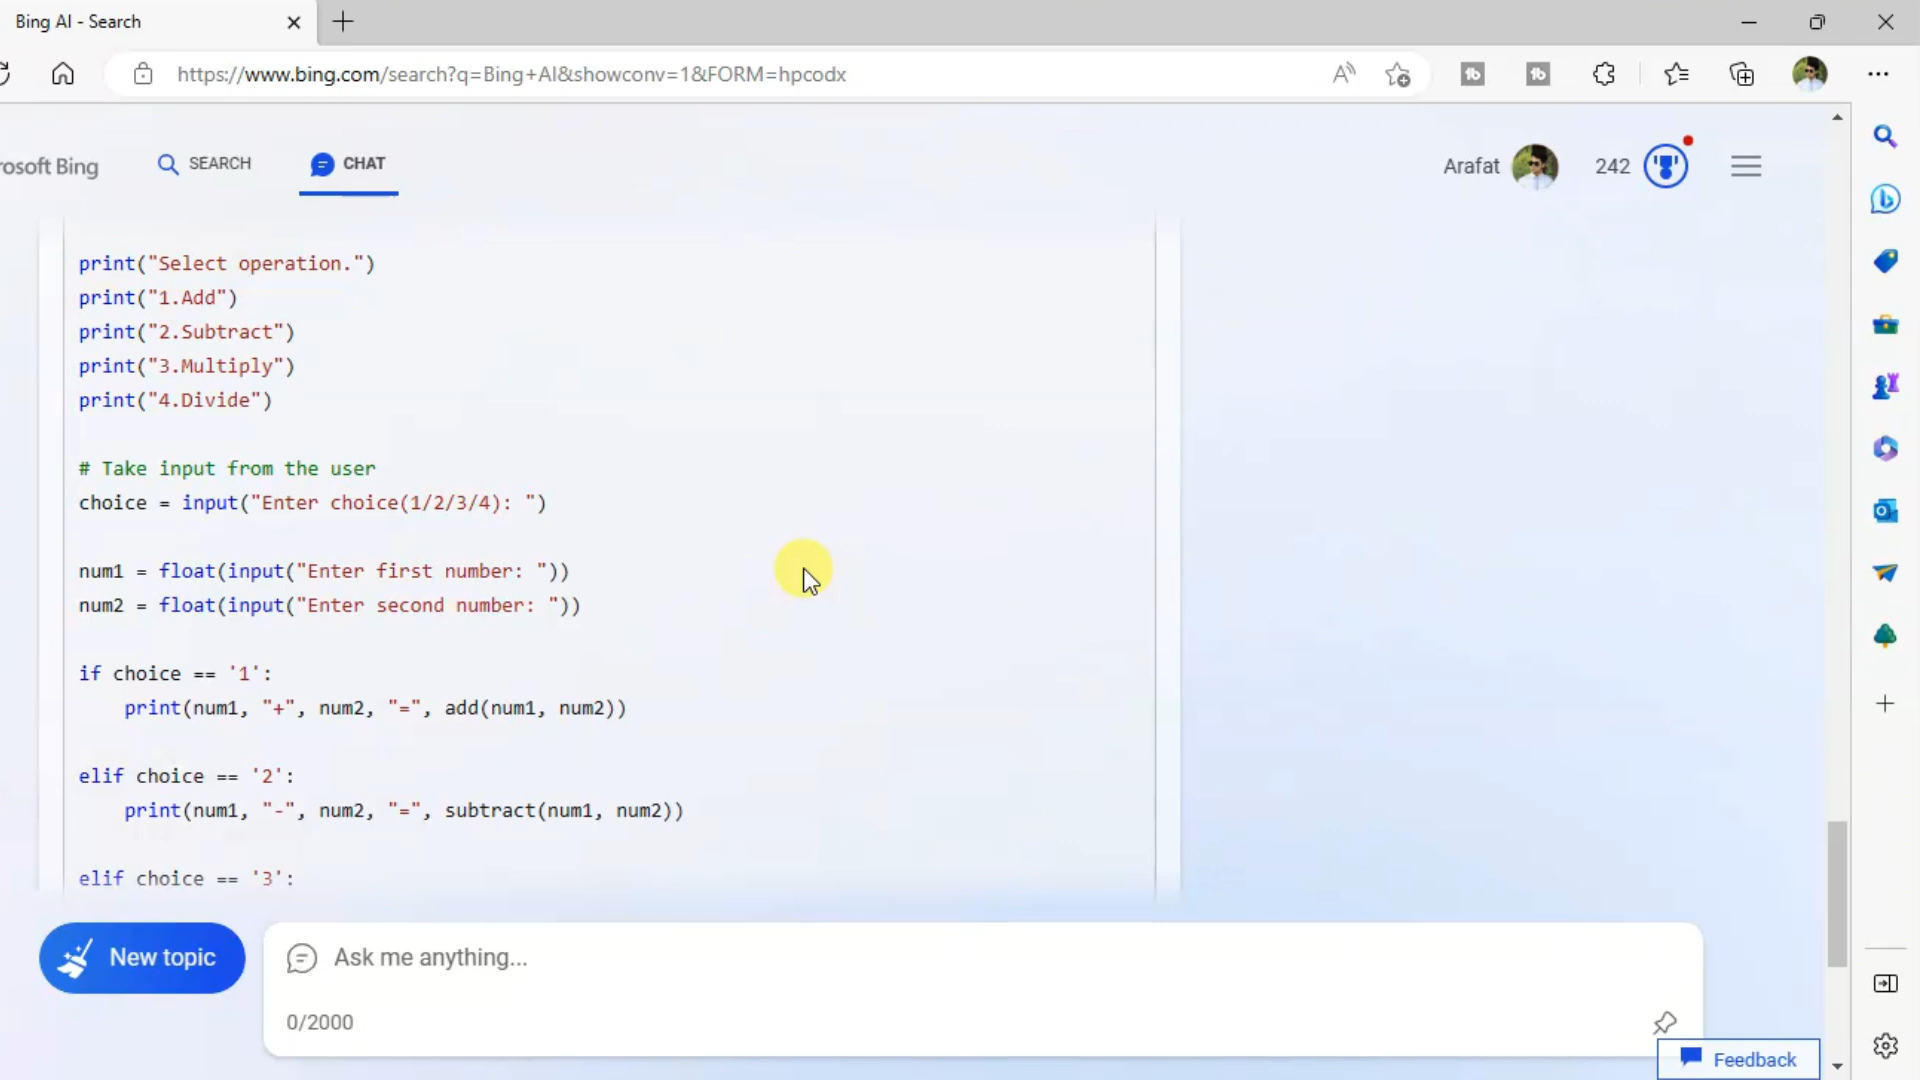 Bing AI - Search
https://www.bing.com/search?q=Bing+AI&showconv=1&FORM=hpcodx
rosoft Bing
SEARCH
CHAT
Arafat
242
print("Select operation.")
print("1.Add")
print("2.Subtract")
print("3.Multiply")
print("4.Divide")
# Take input from the user
choice = input("Enter choice(1/2/3/4): ")
num1 = float(input("Enter first number: "))
num2 = float(input("Enter second number: "))
if choice == '1':
    print(num1, "+", num2, "=", add(num1, num2))
elif choice == '2':
    print(num1, "-", num2, "=", subtract(num1, num2))
elif choice == '3':
New topic
Ask me anything...
0/2000
Feedback